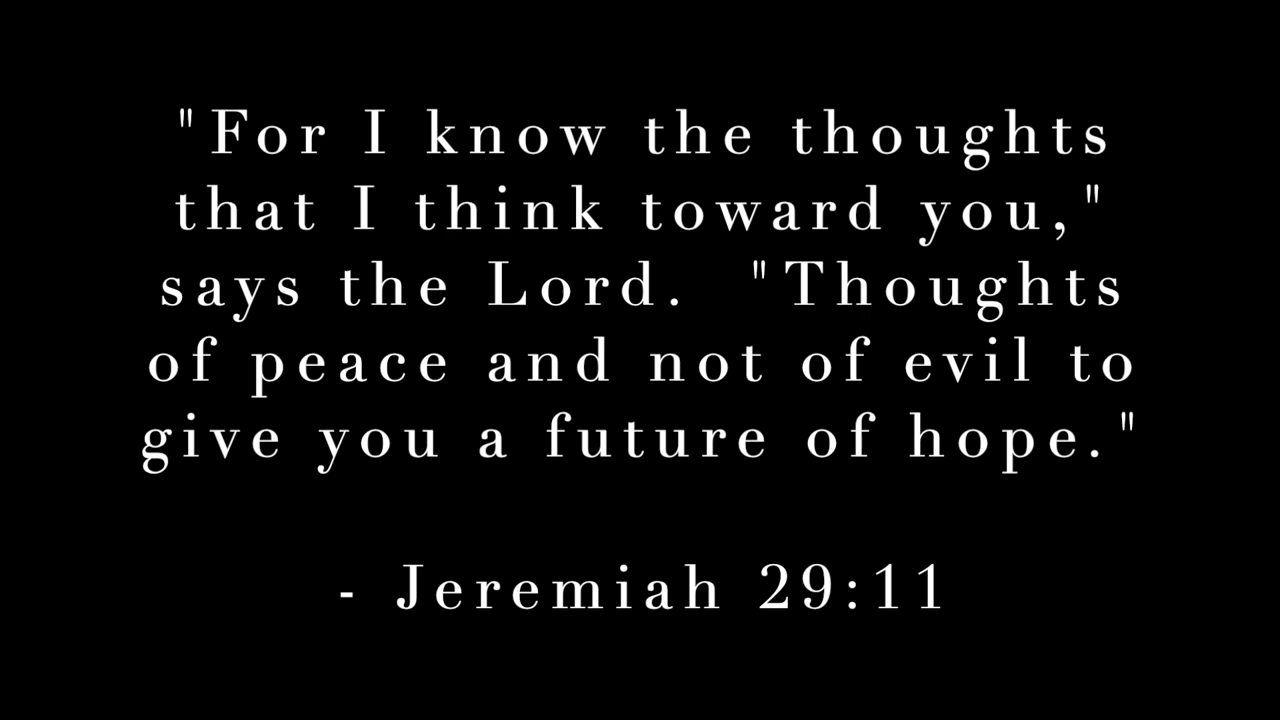 "For I know the thoughts
that I think toward you,"
says the Lord.  "Thoughts
of peace and not of evil to
give you a future of hope."
- Jeremiah 29:11